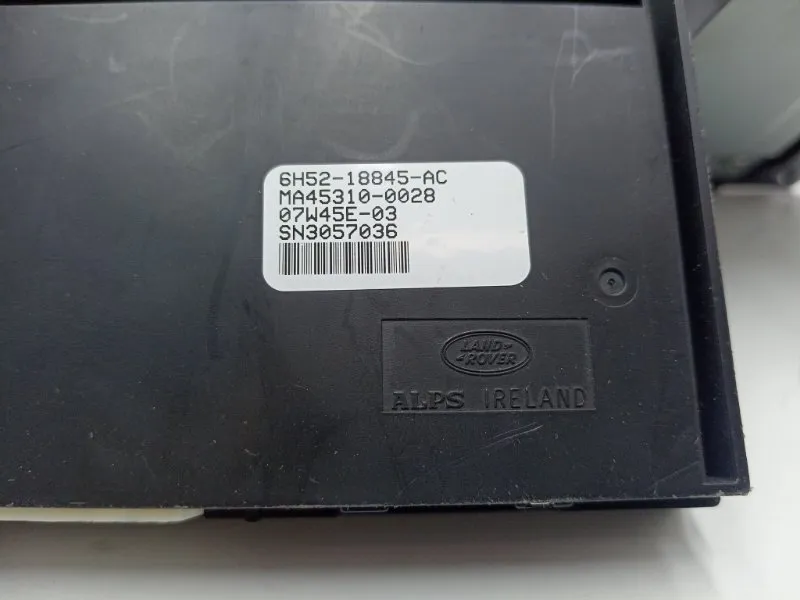 6H52-18845-AC
MA45310-0028
07W45E-03
SN3057036
LAND-
-ROVER
ALPS IRELAND